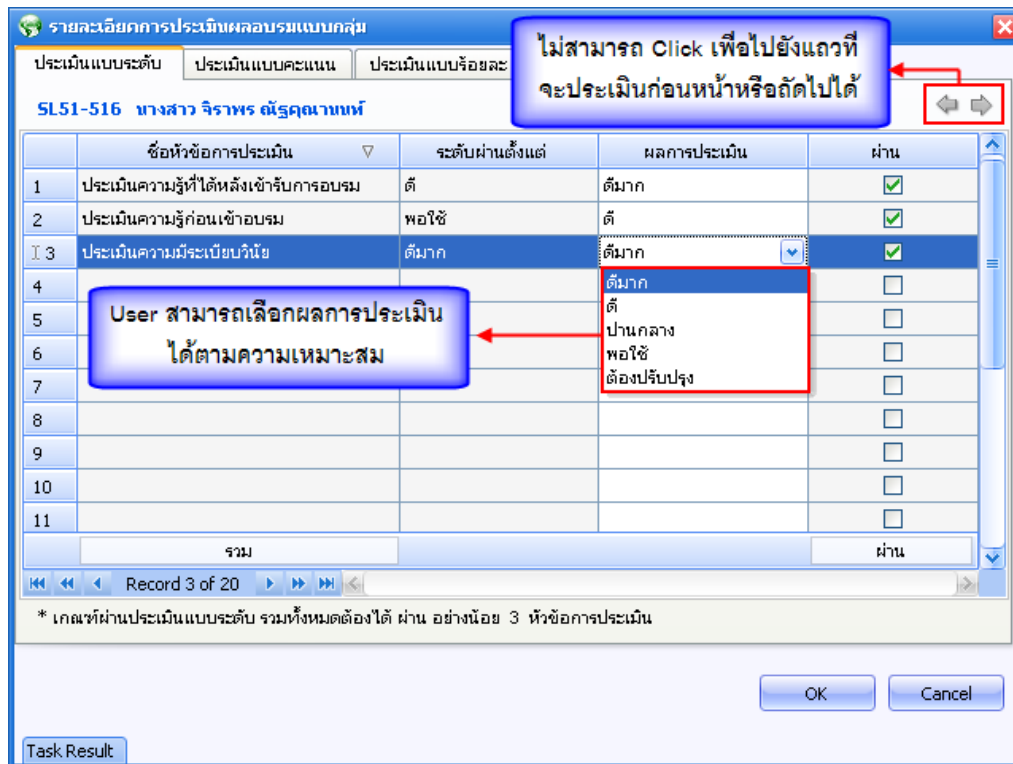 รายละเอียดการประเมินผลอบรมแบบกลุ่ม
ประเมินแบบระดับ ประเมินแบบคะแนน ประเมินแบบร้อยละ
ไม่สามารถ Click เพื่อไปยังแถวที่
จะประเมินก่อนหน้าหรือถัดไปได้
SL51-516 นางสาว จิราพร ณัฐคุณานนท์
ชื่อหัวข้อการประเมิน ระดับผ่านตั้งแต่ ผลการประเมิน ผ่าน
1 ประเมินความรู้ที่ได้หลังเข้ารับการอบรม ดี ดีมาก
2 ประเมินความรู้ก่อนเข้าอบรม พอใช้ ดี
3 ประเมินความมีระเบียบวินัย ดีมาก ดีมาก
4
5
6
7
8
9
10
11
ดีมาก
ดี
ปานกลาง
พอใช้
ต้องปรับปรุง
User สามารถเลือกผลการประเมิน
ได้ตามความเหมาะสม
รวม ผ่าน
Record 3 of 20
* เกณฑ์ผ่านประเมินแบบระดับ รวมทั้งหมดต้องได้ ผ่าน อย่างน้อย 3 หัวข้อการประเมิน
OK Cancel
Task Result